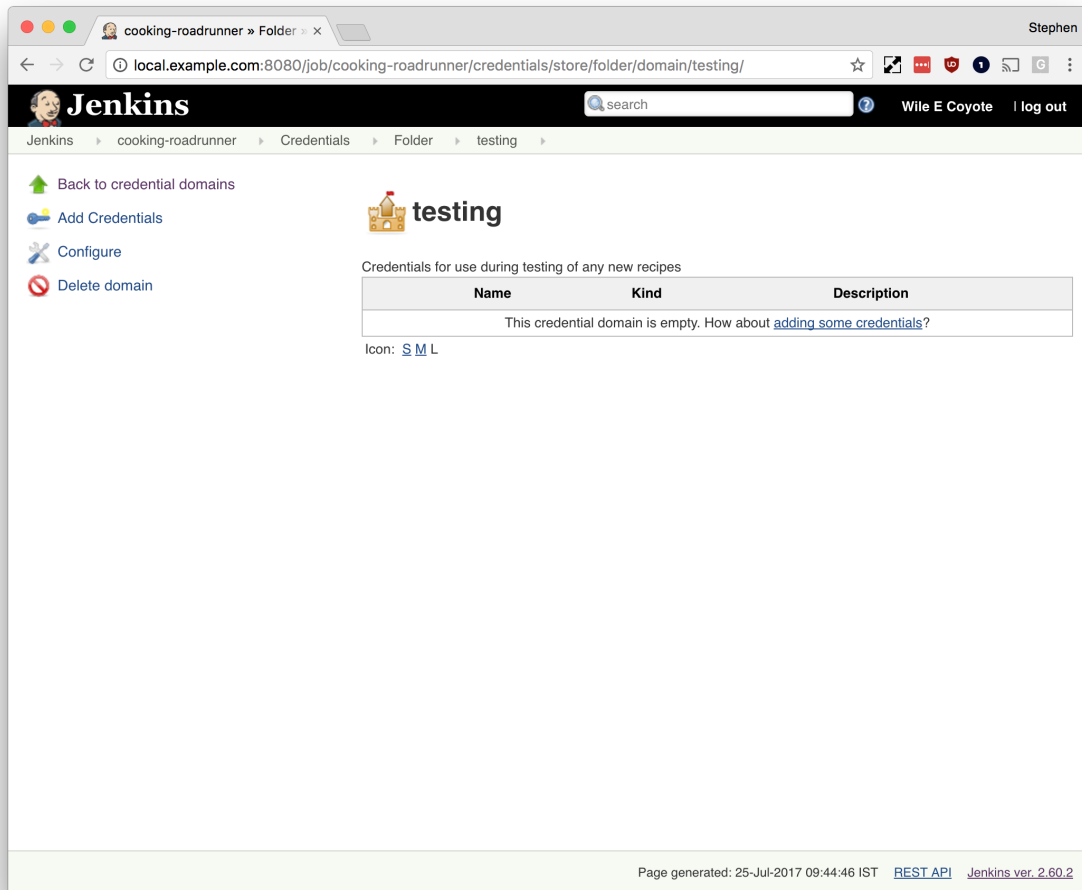 cooking-roadrunner » Folder »
Stephen
local.example.com:8080/job/cooking-roadrunner/credentials/store/folder/domain/testing/
Jenkins
search
?
Wile E Coyote | log out
Jenkins cooking-roadrunner Credentials Folder testing
Back to credential domains
Add Credentials
Configure
Delete domain
testing
Credentials for use during testing of any new recipes
Name Kind Description
This credential domain is empty. How about adding some credentials?
Icon: S M L
Page generated: 25-Jul-2017 09:44:46 IST REST API Jenkins ver. 2.60.2